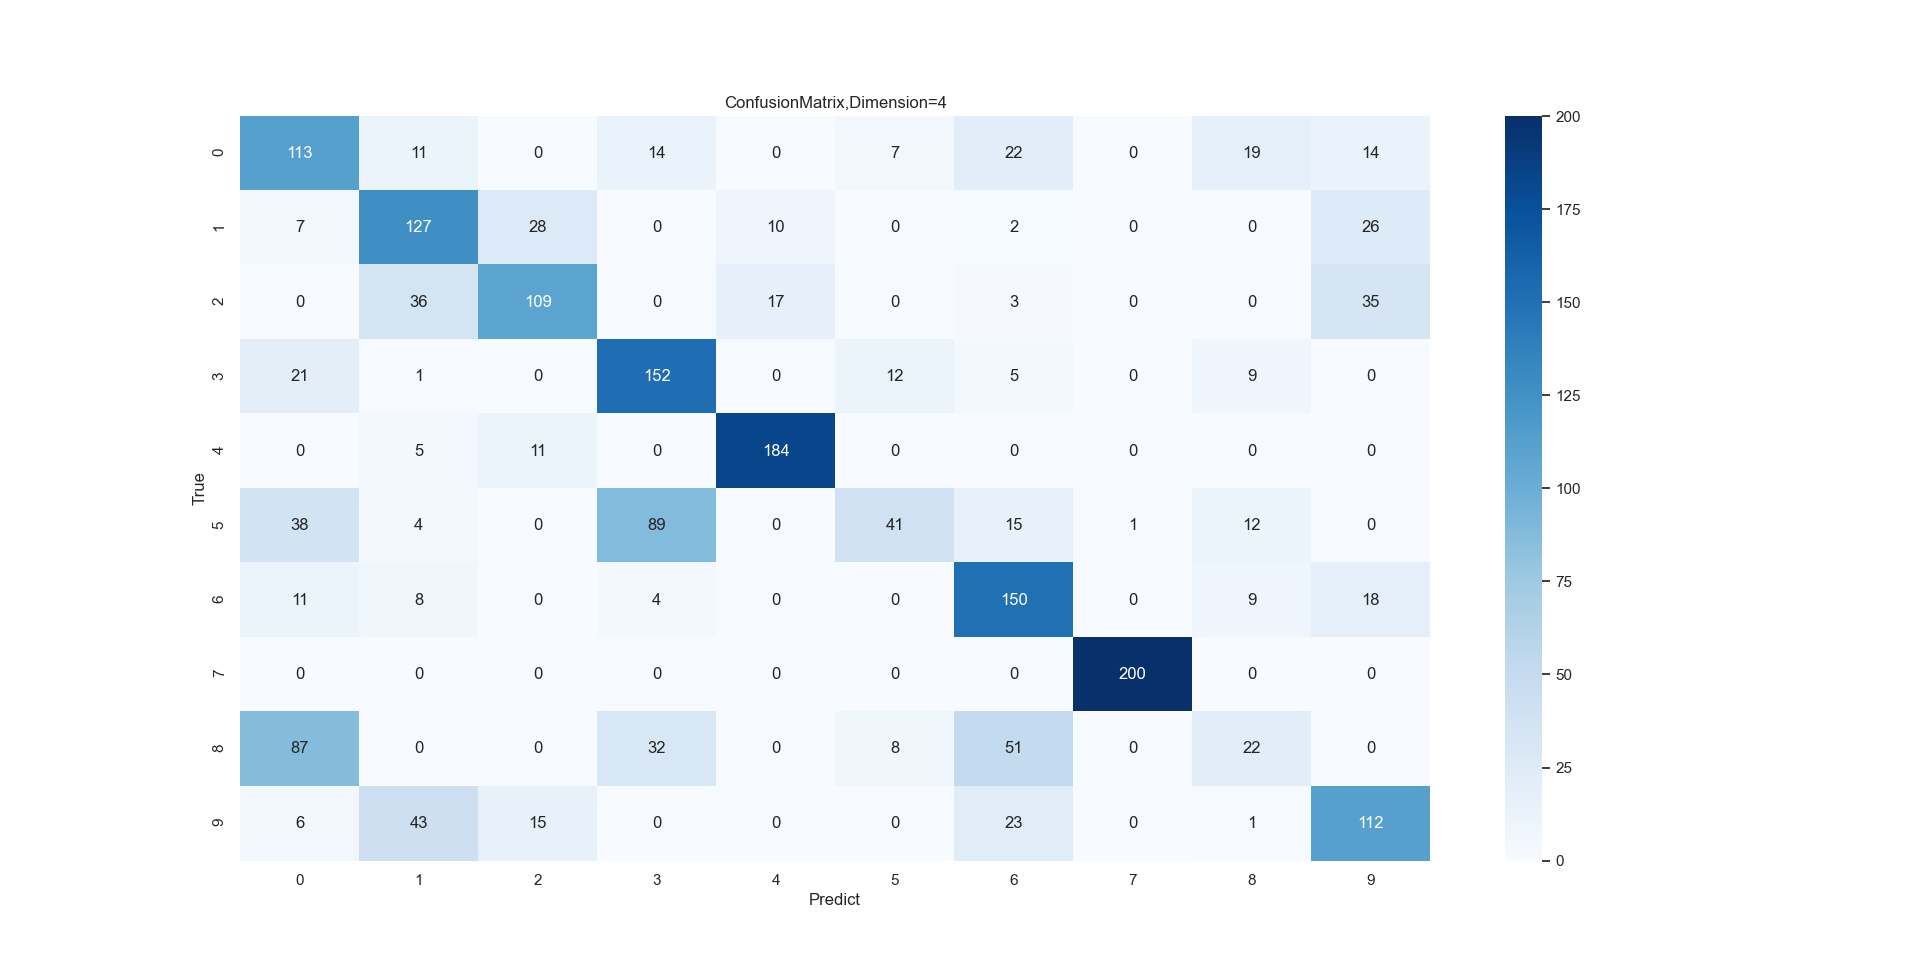 ConfusionMatrix,Dimension=4
0 113 11 0 14 0 7 22 0 19 14
1 7 127 28 0 10 0 2 0 0 26
2 0 36 109 0 17 0 3 0 0 35
3 21 1 0 152 0 12 5 0 9 0
4 0 5 11 0 184 0 0 0 0 0
True
5 38 4 0 89 0 41 15 1 12 0
6 11 8 0 4 0 0 150 0 9 18
7 0 0 0 0 0 0 0 200 0 0
8 87 0 0 32 0 8 51 0 22 0
9 6 43 15 0 0 0 23 0 1 112
0 1 2 3 4 5 6 7 8 9
Predict
200
175
150
125
100
75
50
25
0